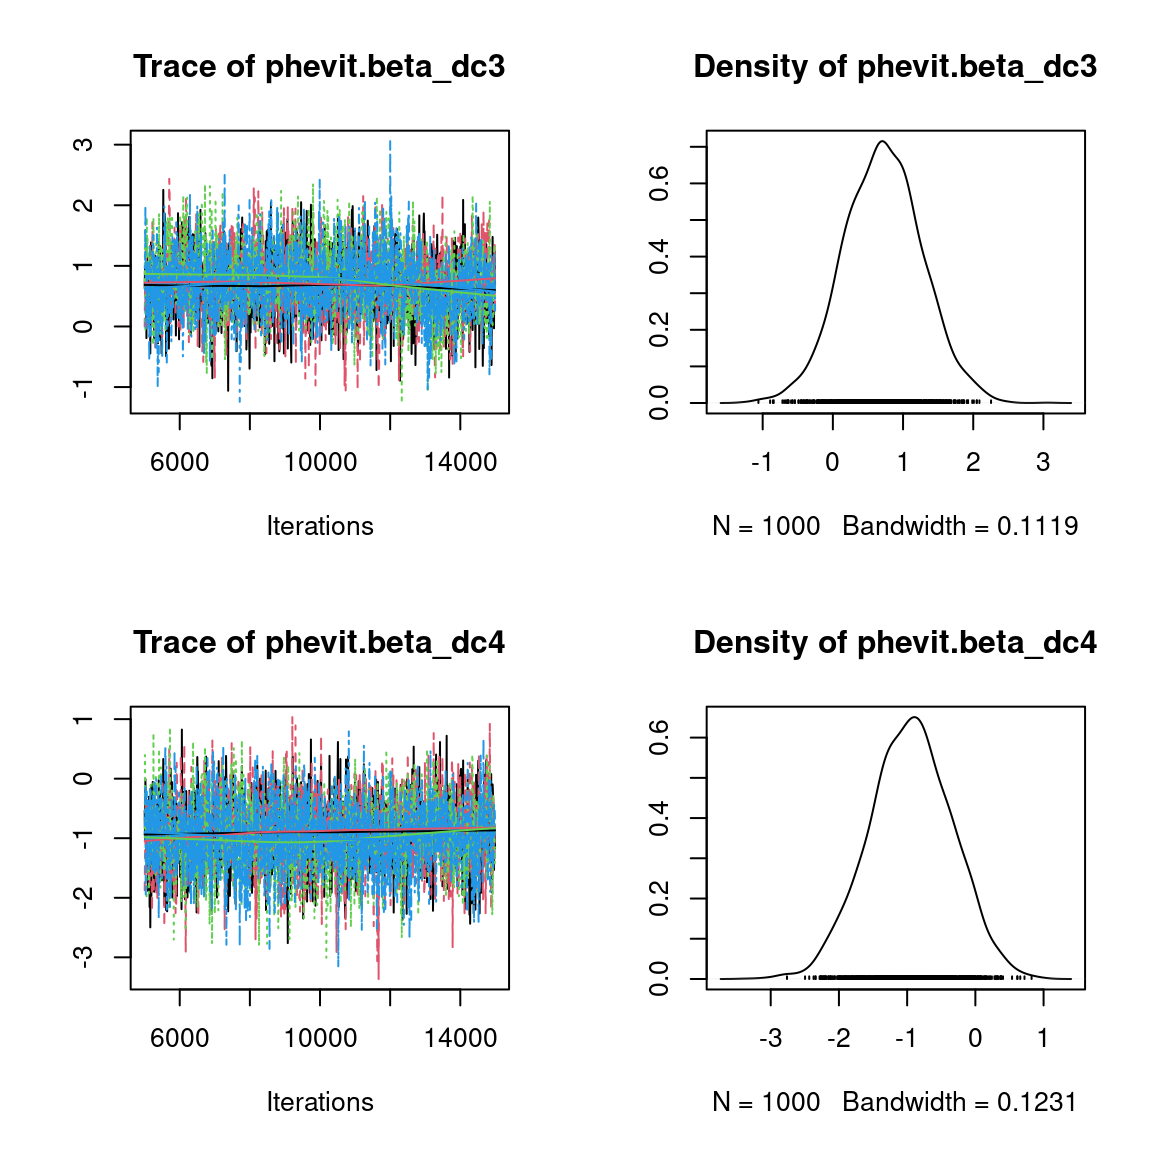 Trace of phevit.beta_dc3
3
2
1
0
-1
6000 10000 14000
Iterations
Density of phevit.beta_dc3
0.6
0.4
0.2
0.0
-1 0 1 2 3
N = 1000 Bandwidth = 0.1119
Trace of phevit.beta_dc4
1
0
-1
-2
-3
6000 10000 14000
Iterations
Density of phevit.beta_dc4
0.6
0.4
0.2
0.0
-3 -2 -1 0 1
N = 1000 Bandwidth = 0.1231